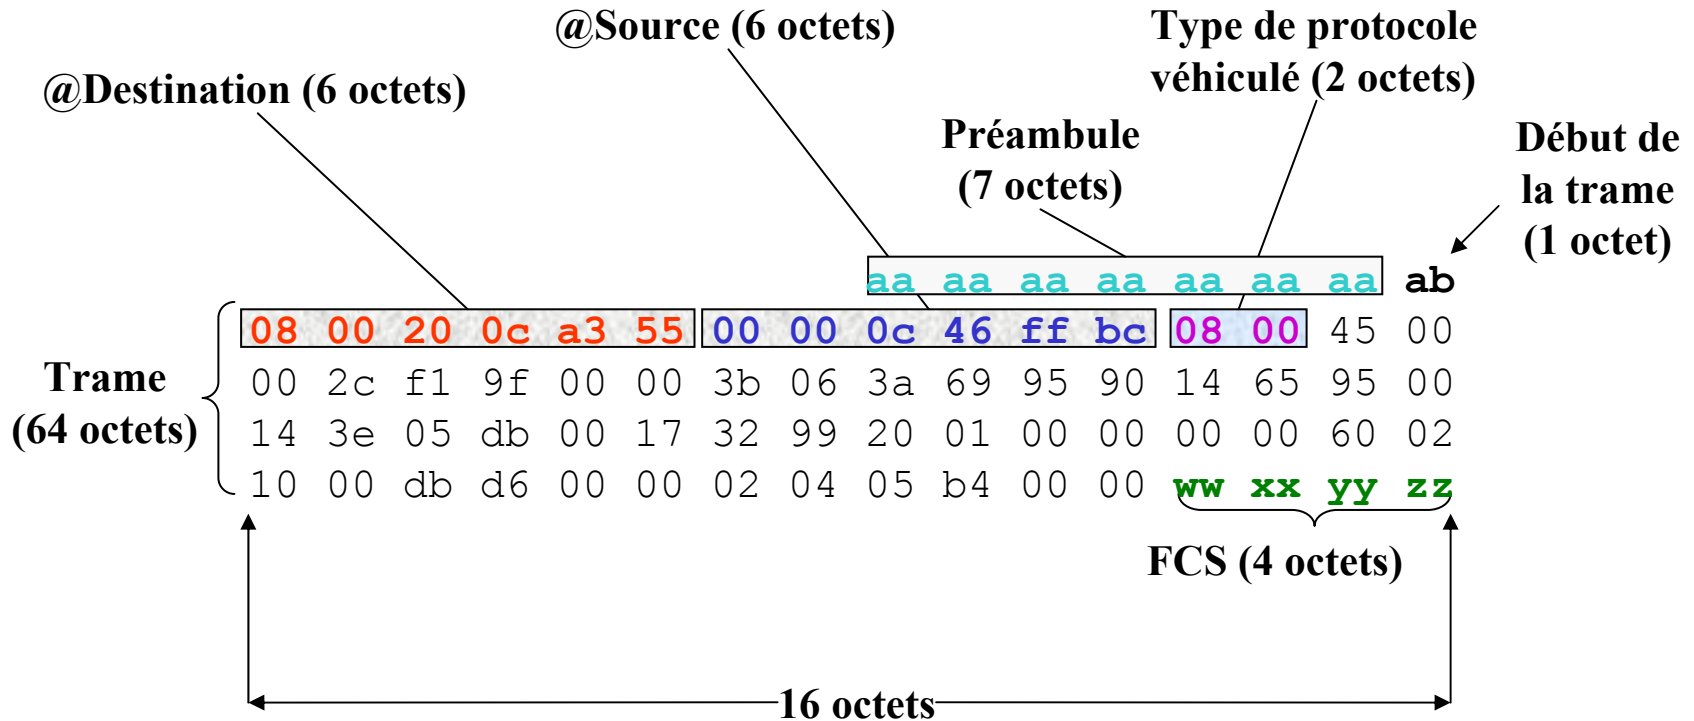 @Source (6 octets)
Type de protocole
véhiculé (2 octets)
@Destination (6 octets)
Préambule
(7 octets)
Début de
la trame
(1 octet)
aa aa aa aa aa aa aa ab
08 00 20 0c a3 55 00 00 0c 46 ff bc 08 00 45 00
00 2c f1 9f 00 00 3b 06 3a 69 95 90 14 65 95 00
14 3e 05 db 00 17 32 99 20 01 00 00 00 00 60 02
10 00 db d6 00 00 02 04 05 b4 00 00 ww xx yy zz
Trame
(64 octets)
FCS (4 octets)
16 octets